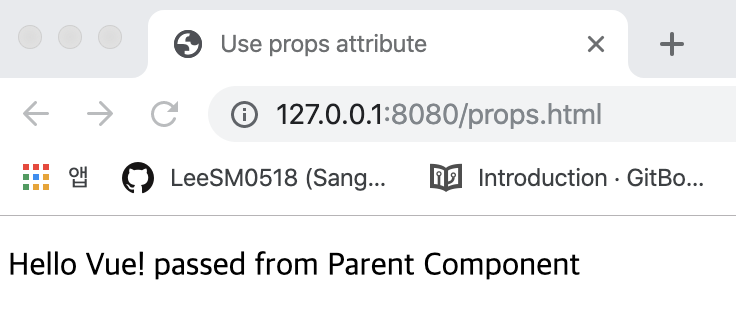 Use props attribute
127.0.0.1:8080/props.html
앱 LeeSM0518 (Sang... Introduction · GitBo...
Hello Vue! passed from Parent Component